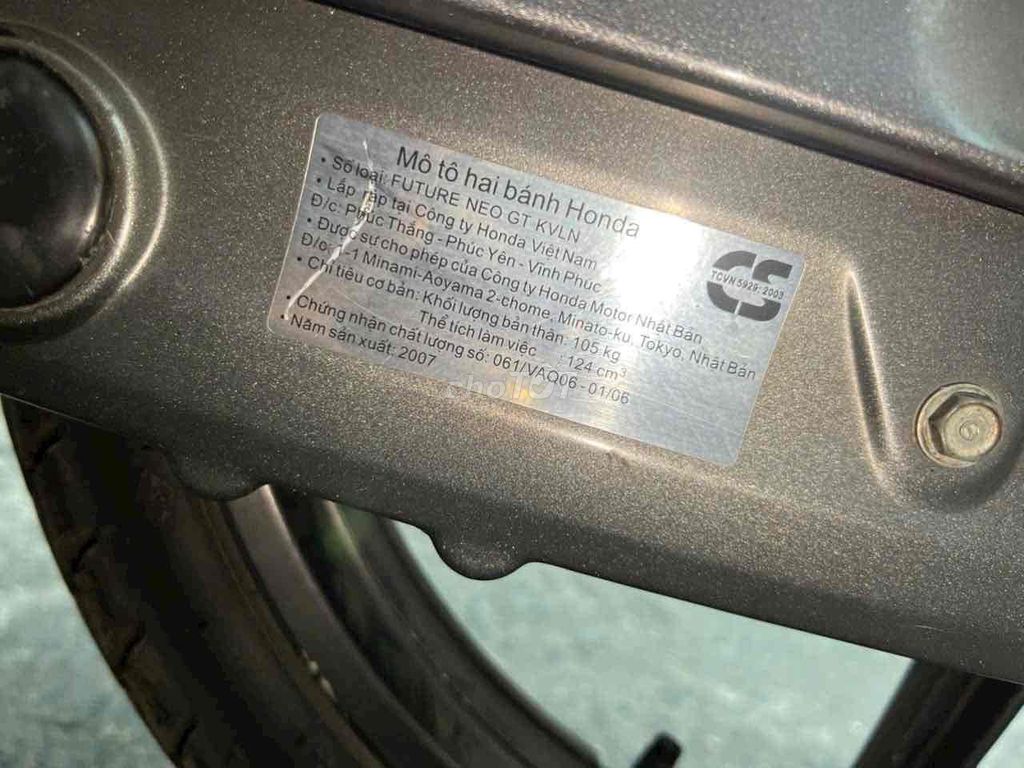 Mô tô hai bánh Honda
• Số loại: FUTURE NEO GT KVLN
• Lắp ráp tại Công ty Honda Việt Nam
Đ/c: Phúc Thắng - Phúc Yên - Vĩnh Phúc
• Được sự cho phép của Công ty Honda Motor Nhật Bản
Đ/c: 1-1 Minami-Aoyama 2-chome, Minato-ku, Tokyo, Nhật Bản
• Chỉ tiêu cơ bản: Khối lượng bản thân: 105 kg
Thể tích làm việc : 124 cm³
• Chứng nhận chất lượng số: 061/VAQ06 - 01/06
• Năm sản xuất: 2007
CS
TCVN 5929: 2003
chợTỐT